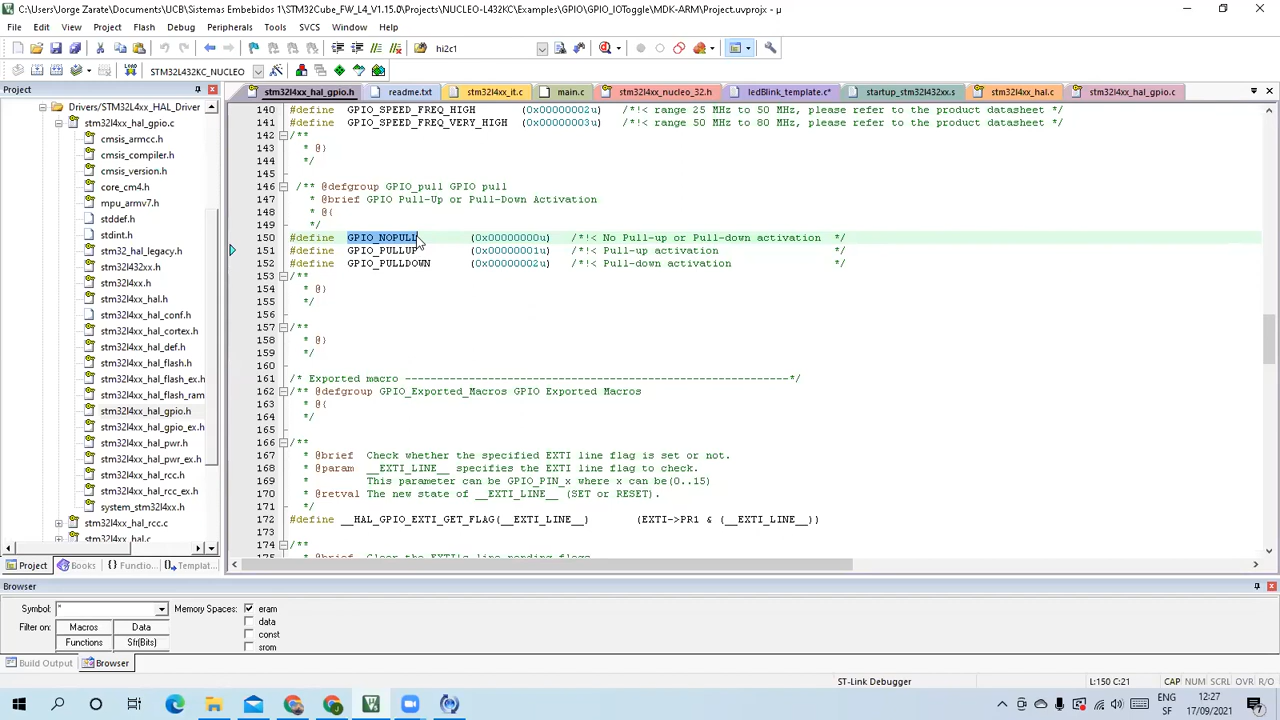 C:\Users\Jorge Zarate\Documents\UCB\Sistemas Embebidos 1\STM32Cube_FW_L4_V1.15.0\Projects\NUCLEO-L432KC\Examples\GPIO\GPIO_IOToggle\MDK-ARM\Project.uvprojx - µ
File Edit View Project Flash Debug Peripherals Tools SVCS Window Help
hi2c1
STM32L432KC_NUCLEO
Project
stm32l4xx_hal_gpio.h readme.txt stm32l4xx_it.c main.c stm32l4xx_nucleo_32.h ledBlink_template.c* startup_stm32l432xx.s stm32l4xx_hal.c stm32l4xx_hal_gpio.c
Drivers/STM32L4xx_HAL_Driver
stm32l4xx_hal_gpio.c
cmsis_armcc.h
cmsis_compiler.h
cmsis_version.h
core_cm4.h
mpu_armv7.h
stddef.h
stdint.h
stm32_hal_legacy.h
stm32l432xx.h
stm32l4xx.h
stm32l4xx_hal.h
stm32l4xx_hal_conf.h
stm32l4xx_hal_cortex.h
stm32l4xx_hal_def.h
stm32l4xx_hal_flash.h
stm32l4xx_hal_flash_ex.h
stm32l4xx_hal_flash_ram
stm32l4xx_hal_gpio.h
stm32l4xx_hal_gpio_ex.h
stm32l4xx_hal_pwr.h
stm32l4xx_hal_pwr_ex.h
stm32l4xx_hal_rcc.h
stm32l4xx_hal_rcc_ex.h
system_stm32l4xx.h
stm32l4xx_hal_rcc.c
stm32l4xx_hal.c
140 #define GPIO_SPEED_FREQ_HIGH (0x00000002u) /*!< range 25 MHz to 50 MHz, please refer to the product datasheet */
141 #define GPIO_SPEED_FREQ_VERY_HIGH (0x00000003u) /*!< range 50 MHz to 80 MHz, please refer to the product datasheet */
142 /**
143 * @}
144 */
145
146 /** @defgroup GPIO_pull GPIO pull
147 * @brief GPIO Pull-Up or Pull-Down Activation
148 * @{
149 */
150 #define GPIO_NOPULL (0x00000000u) /*!< No Pull-up or Pull-down activation */
151 #define GPIO_PULLUP (0x00000001u) /*!< Pull-up activation */
152 #define GPIO_PULLDOWN (0x00000002u) /*!< Pull-down activation */
153 /**
154 * @}
155 */
156
157 /**
158 * @}
159 */
160
161 /* Exported macro ------------------------------------------------------------*/
162 /** @defgroup GPIO_Exported_Macros GPIO Exported Macros
163 * @{
164 */
165
166 /**
167 * @brief Check whether the specified EXTI line flag is set or not.
168 * @param __EXTI_LINE__ specifies the EXTI line flag to check.
169 * This parameter can be GPIO_PIN_x where x can be(0..15)
170 * @retval The new state of __EXTI_LINE__ (SET or RESET).
171 */
172 #define __HAL_GPIO_EXTI_GET_FLAG(__EXTI_LINE__) (EXTI->PR1 & (__EXTI_LINE__))
173
174 /**
175 * @brief Clear the EXTI's line pending flags.
Project Books Functio... Templat...
Browser
Symbol: * Memory Spaces: eram
Filter on: Macros Data data
Functions Sfr(Bits) const
srom
Build Output Browser
ST-Link Debugger L:150 C:21 CAP NUM SCRL OVR R/O
ENG 12:27
SF 17/09/2021
7